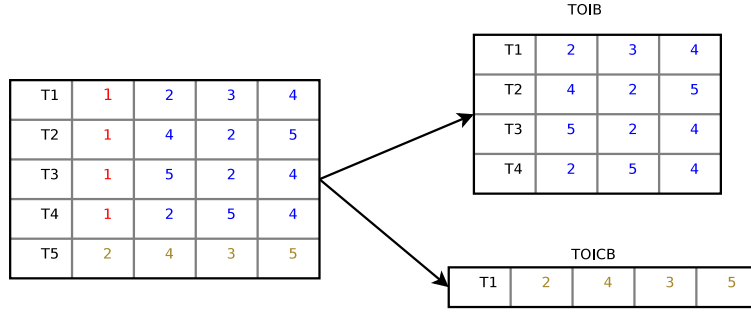 TOIB
T1 2 3 4
T2 4 2 5
T3 5 2 4
T4 2 5 4
T1 1 2 3 4
T2 1 4 2 5
T3 1 5 2 4
T4 1 2 5 4
T5 2 4 3 5
TOICB
T1 2 4 3 5